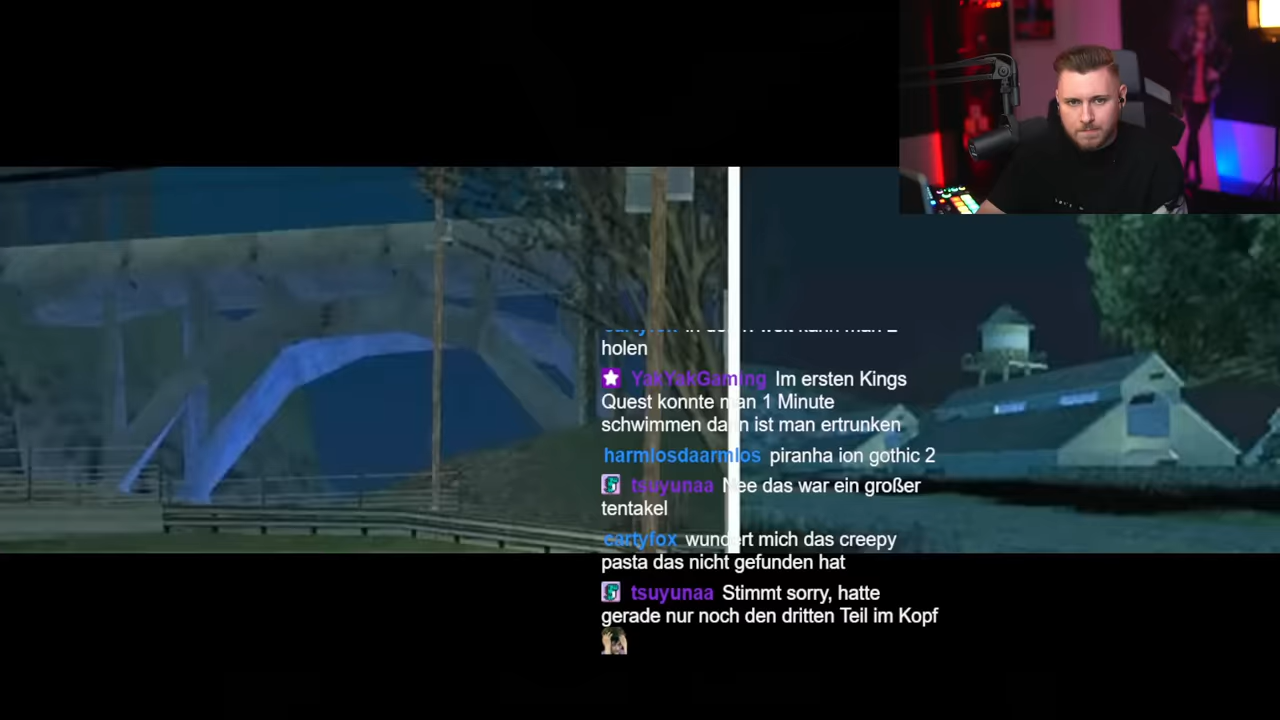 holen
YakYakGaming Im ersten Kings
Quest konnte man 1 Minute
schwimmen dann ist man ertrunken
harmlosdaarmlos piranha ion gothic 2
tsuyunaa Nee das war ein großer
tentakel
cartyfox wundert mich das creepy
pasta das nicht gefunden hat
tsuyunaa Stimmt sorry, hatte
gerade nur noch den dritten Teil im Kopf